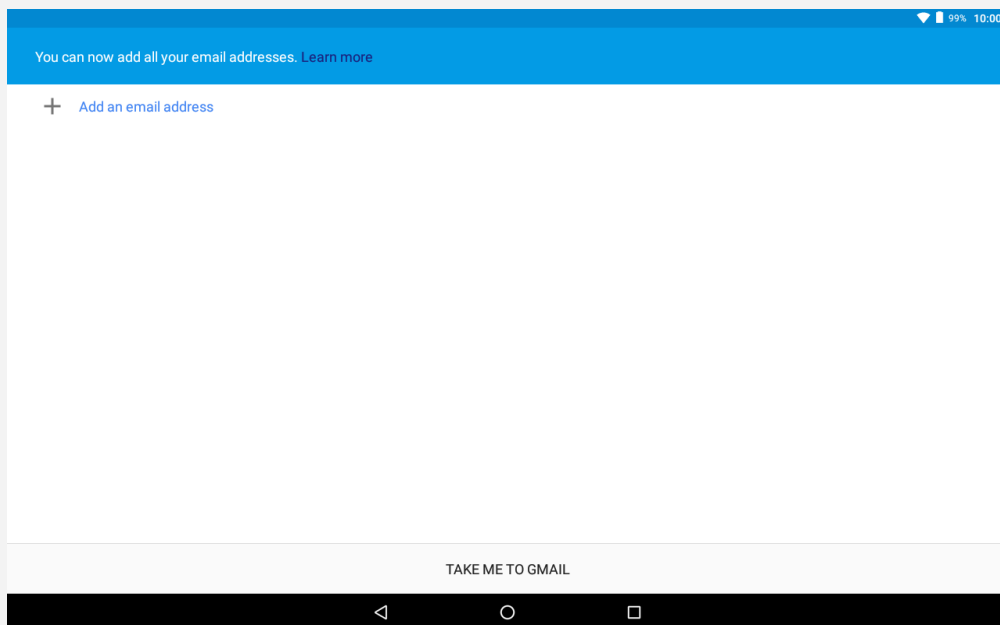 99% 10:00
You can now add all your email addresses. Learn more
Add an email address
TAKE ME TO GMAIL